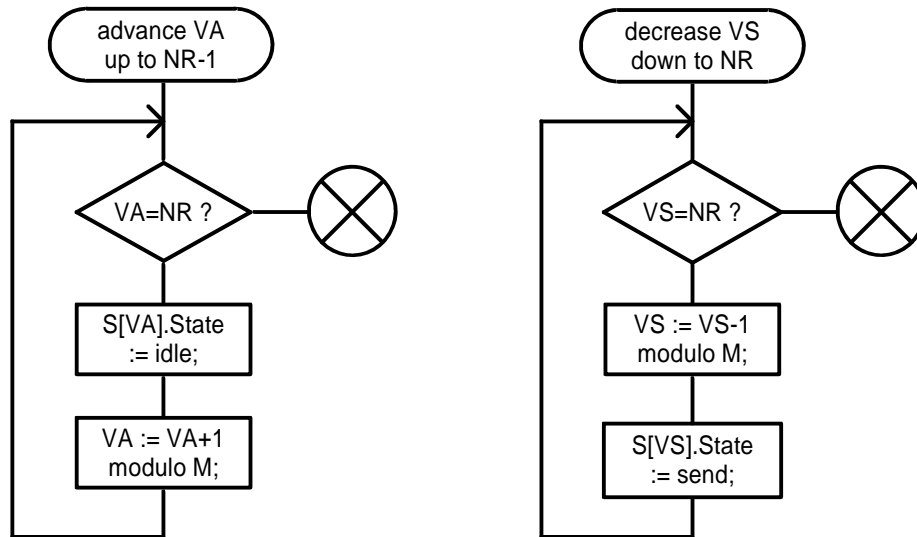 advance VA
up to NR-1
VA=NR ?
S[VA].State
:= idle;
VA := VA+1
modulo M;
decrease VS
down to NR
VS=NR ?
VS := VS-1
modulo M;
S[VS].State
:= send;